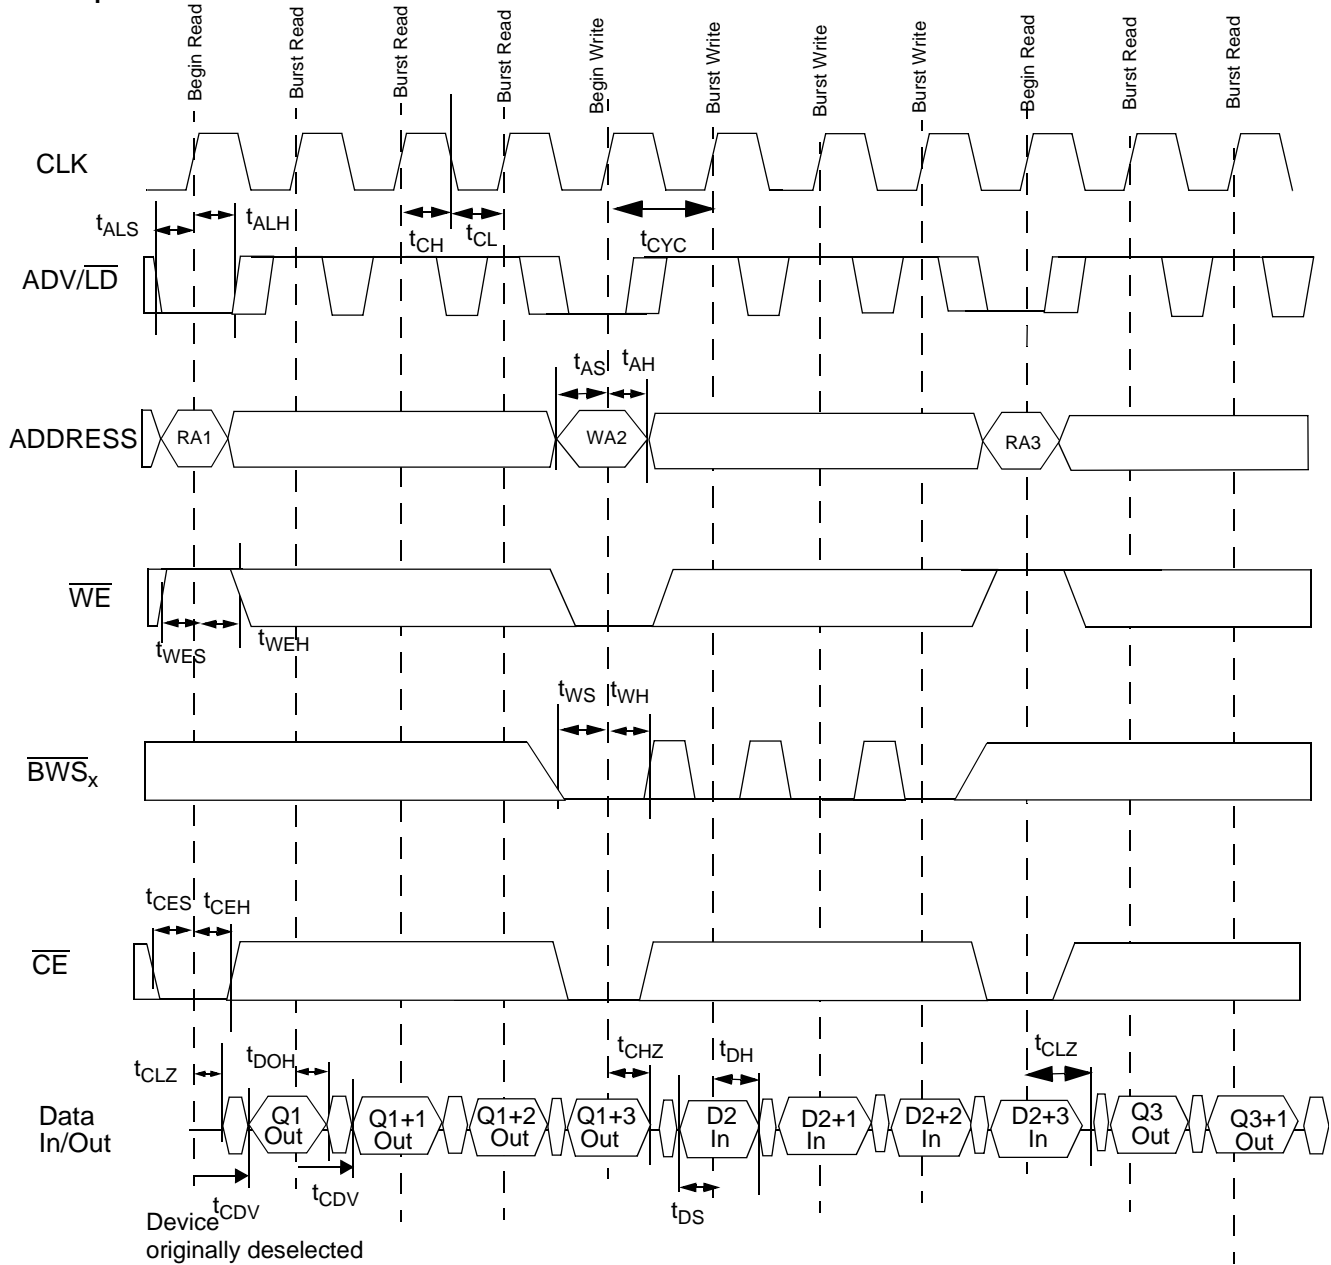 Begin Read
Burst Read
Burst Read
Burst Read
Begin Write
Burst Write
Burst Write
Burst Write
Begin Read
Burst Read
Burst Read
CLK
tALS
tALH
tCH
tCL
tCYC
ADV/LD
tAS
tAH
ADDRESS
RA1
WA2
RA3
WE
tWES
tWEH
tWS
tWH
BWSx
tCES
tCEH
CE
tCLZ
tDOH
tCHZ
tDH
tCLZ
Data
In/Out
Q1
Out
Q1+1
Out
Q1+2
Out
Q1+3
Out
D2
In
D2+1
In
D2+2
In
D2+3
In
Q3
Out
Q3+1
Out
tCDV
tCDV
tDS
Device
originally deselected